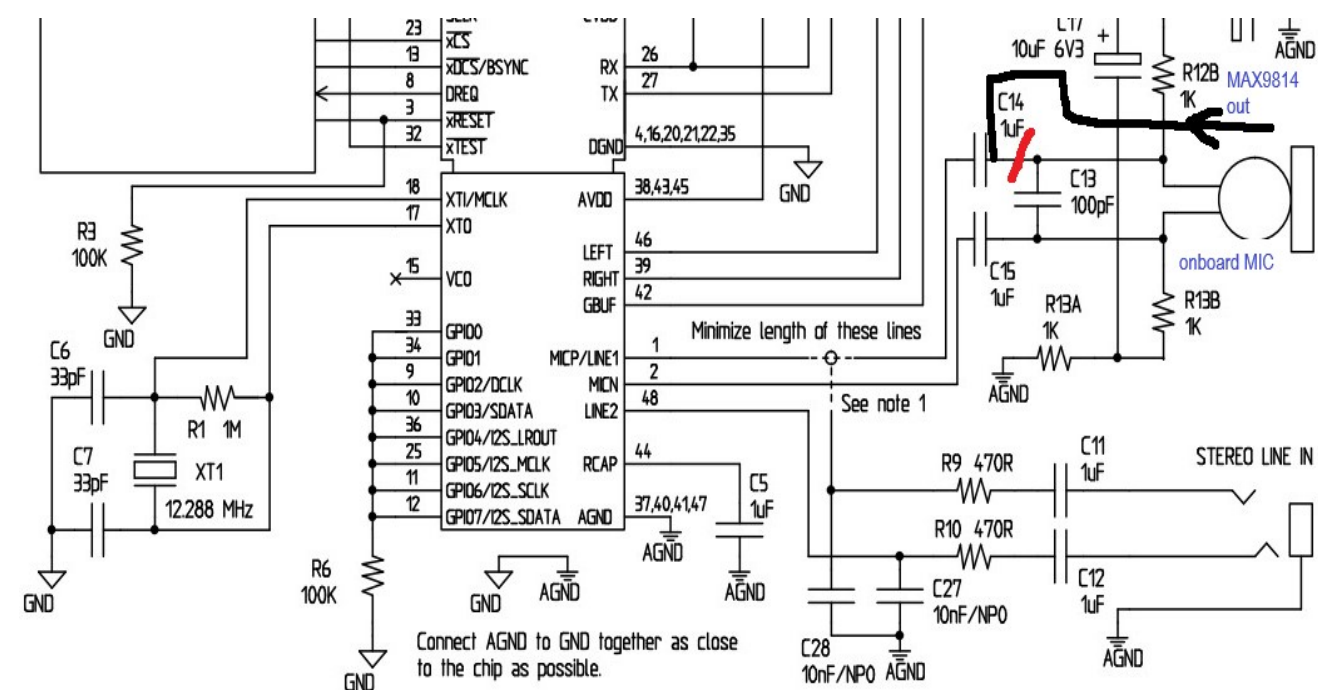 23
xCS
13
xDCS/BSYNC
8
DREQ
3
xRESET
32
xTEST
26
RX
27
TX
4,16,20,21,22,35
DGND
GND
10uF 6V3
+
R12B
1K
MAX9814
out
AGND
C14
1uF
C13
100pF
C15
1uF
onboard MIC
R13A
1K
R13B
1K
AGND
18
XTI/MCLK
17
XTO
15
VCO
38,43,45
AVDD
46
LEFT
39
RIGHT
42
GBUF
R3
100K
GND
33
GPIO0
34
GPIO1
9
GPIO2/DCLK
10
GPIO3/SDATA
36
GPIO4/I2S_LROUT
25
GPIO5/I2S_MCLK
11
GPIO6/I2S_SCLK
12
GPIO7/I2S_SDATA
1
MICP/LINE1
2
MICN
48
LINE2
44
RCAP
37,40,41,47
AGND
Minimize length of these lines
See note 1
C6
33pF
R1 1M
C7
33pF
XT1
12.288 MHz
GND
C5
1uF
AGND
AGND
R6
100K
GND
GND
AGND
Connect AGND to GND together as close
to the chip as possible.
R9 470R
C11
1uF
STEREO LINE IN
R10 470R
C12
1uF
C27
10nF/NP0
C28
10nF/NP0
AGND
AGND